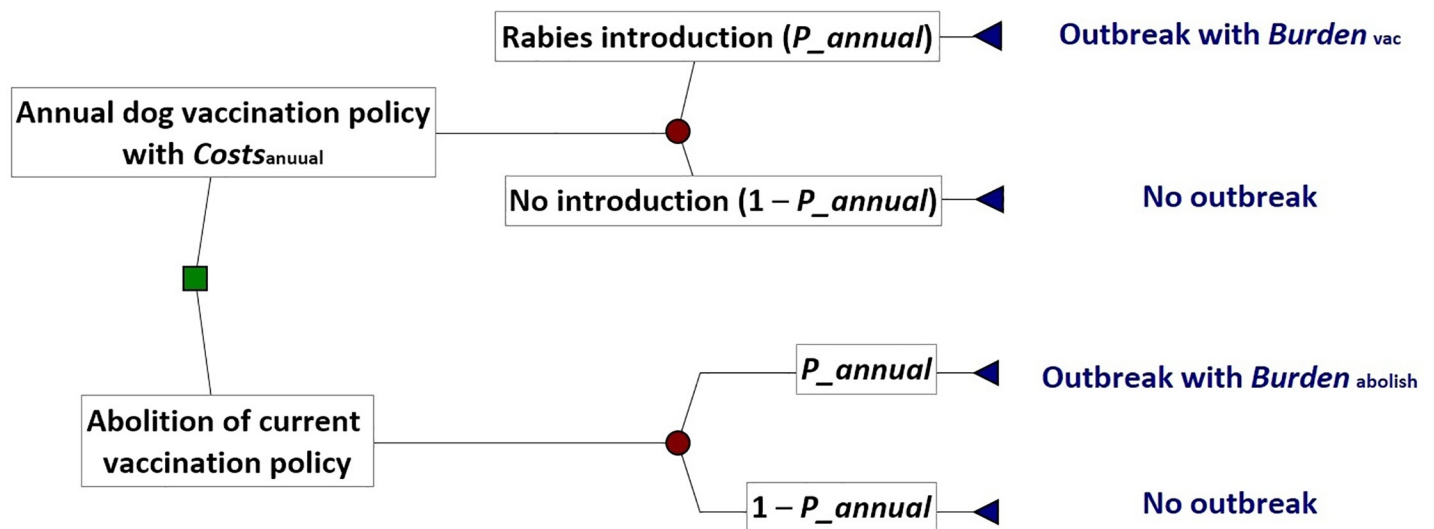 Rabies introduction (P_annual)
Outbreak with Burden vac
Annual dog vaccination policy
with Costsanuual
No introduction (1 – P_annual)
No outbreak
P_annual
Outbreak with Burden abolish
Abolition of current
vaccination policy
1 – P_annual
No outbreak